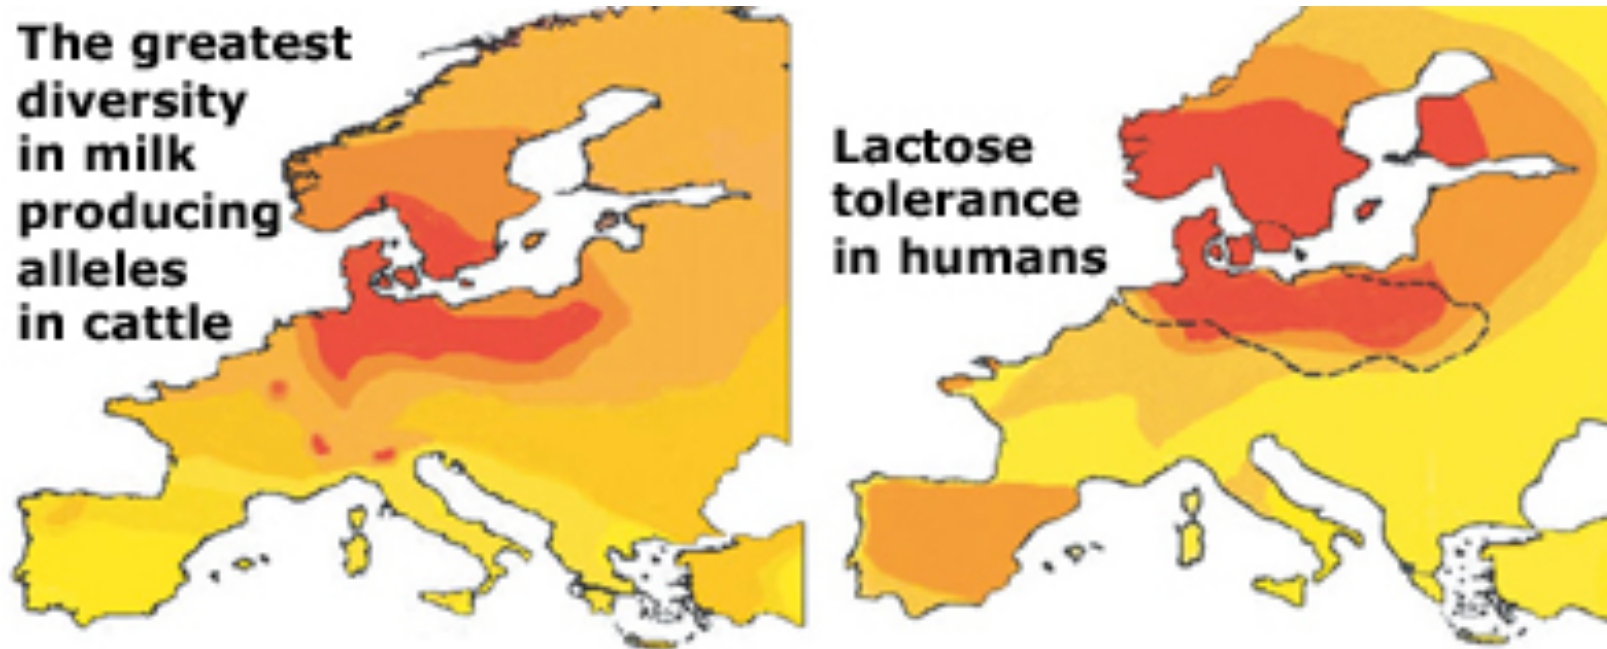 The greatest
diversity
in milk
producing
alleles
in cattle
Lactose
tolerance
in humans